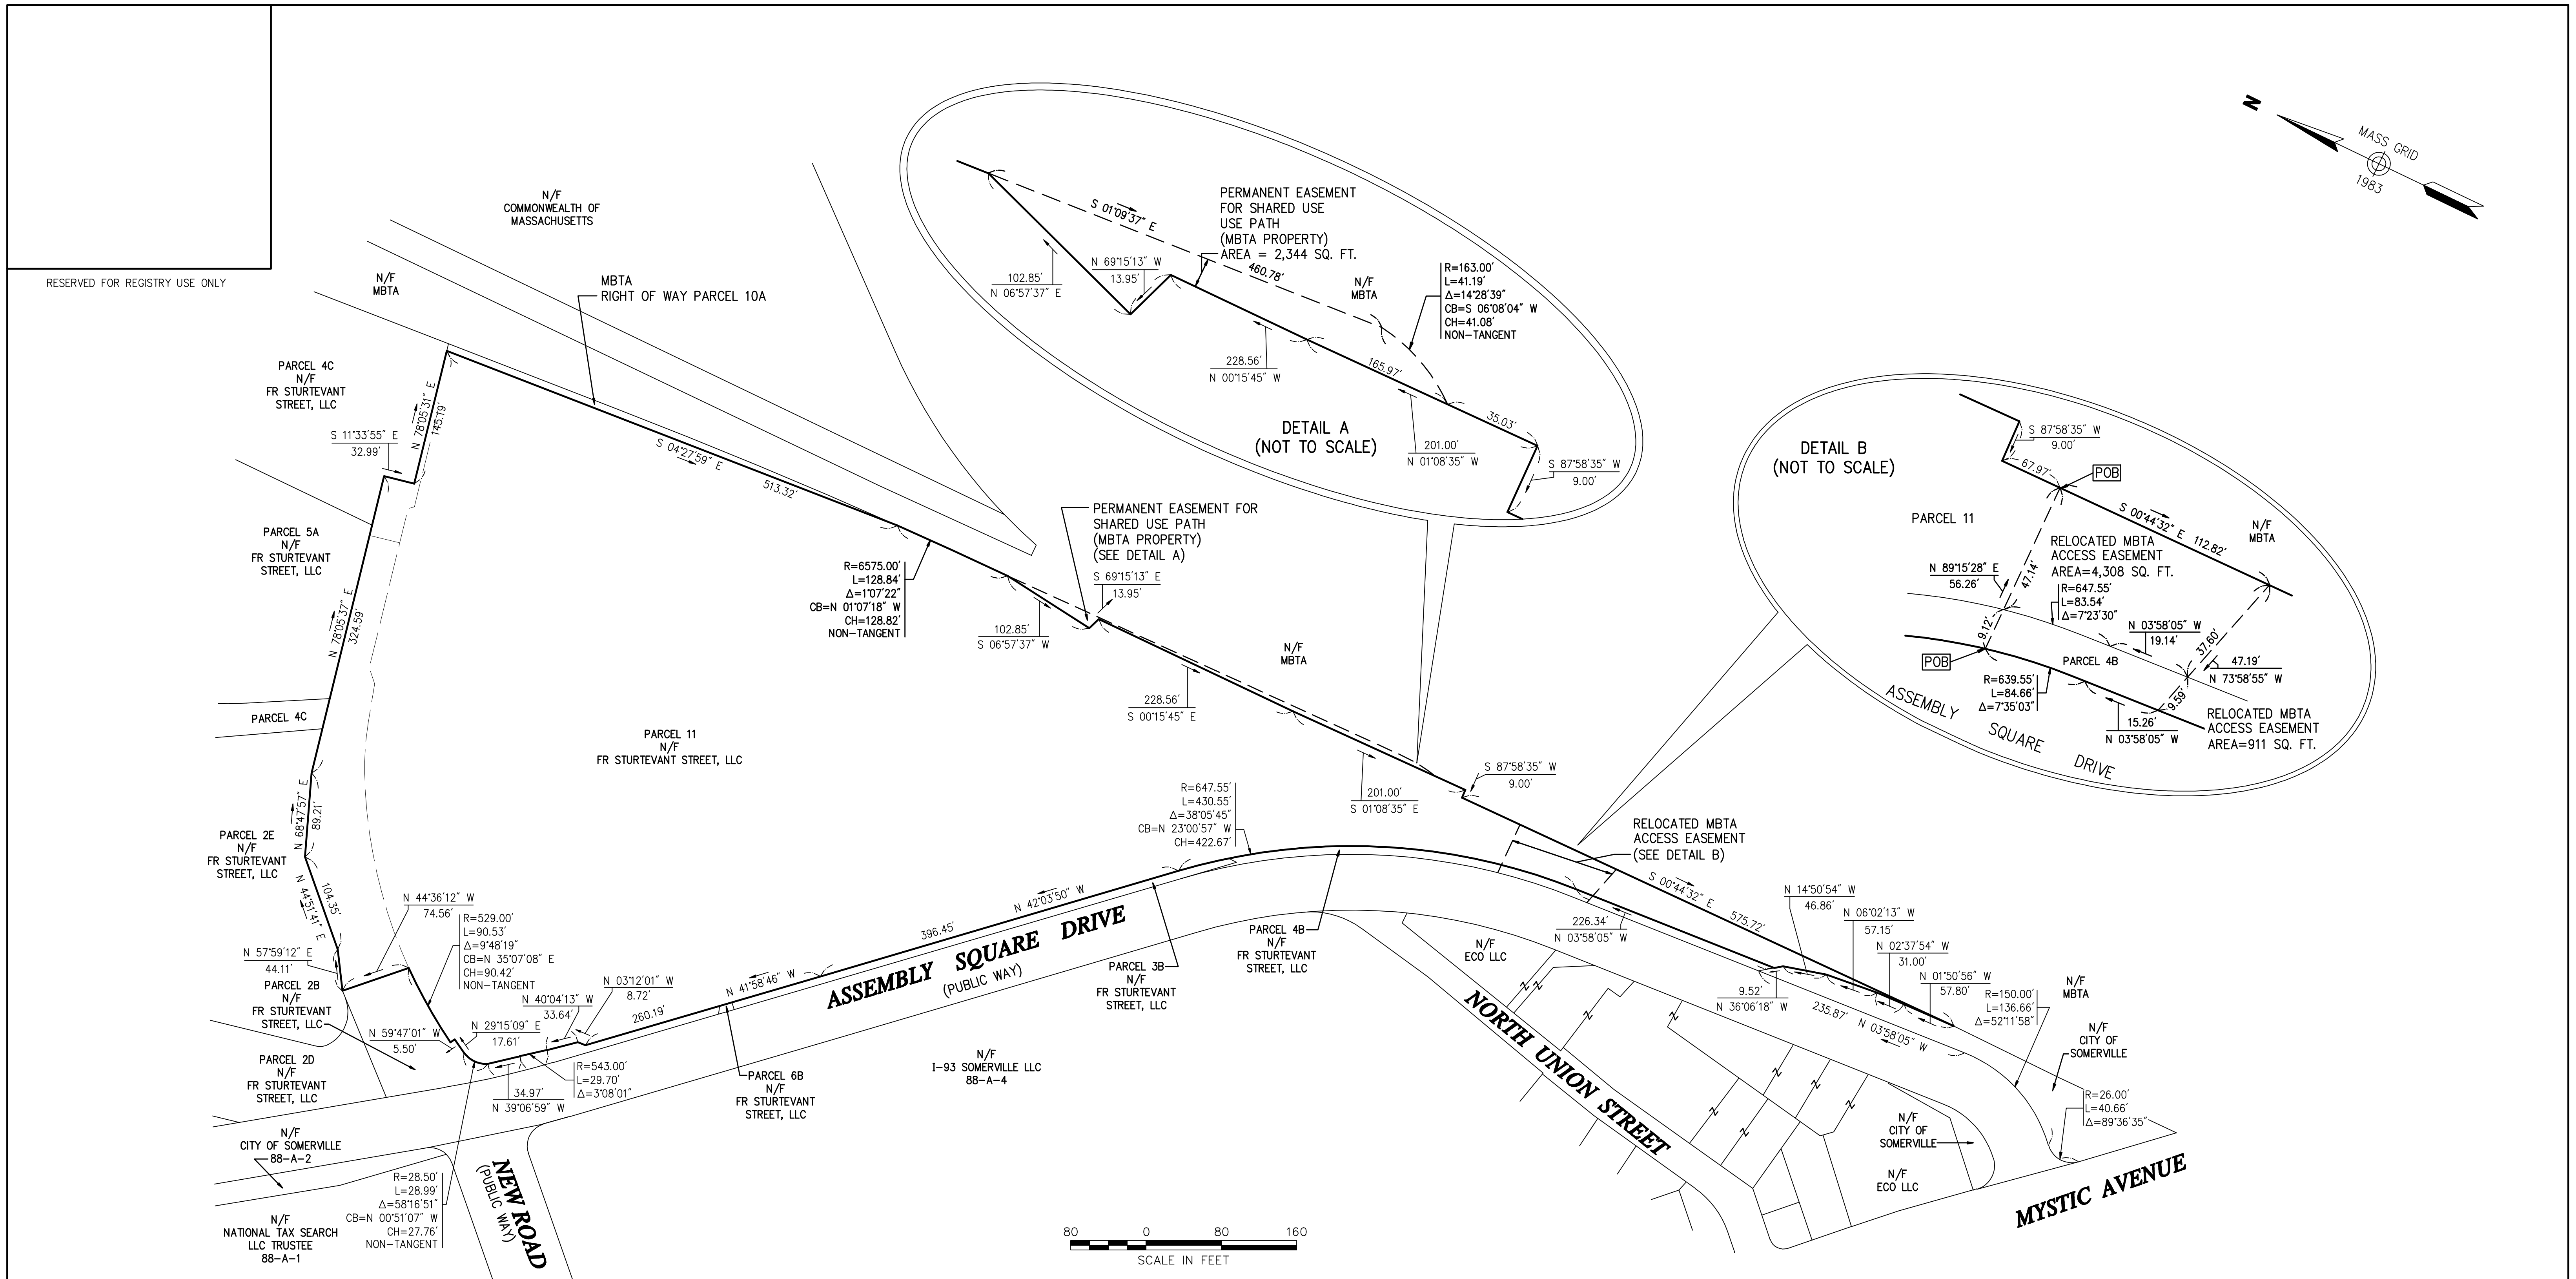 RESERVED FOR REGISTRY USE ONLY
N
MASS GRID
1983
N/F
COMMONWEALTH OF
MASSACHUSETTS
N/F
MBTA
MBTA
RIGHT OF WAY PARCEL 10A
PARCEL 4C
N/F
FR STURTEVANT
STREET, LLC
S 11°33'55" E
32.99'
N 78°05'31" E
145.19'
S 04°27'59" E
513.32'
PARCEL 5A
N/F
FR STURTEVANT
STREET, LLC
N 78°05'37" E
324.59'
PARCEL 4C
N 68°47'57" E
89.21'
PARCEL 2E
N/F
FR STURTEVANT
STREET, LLC
N 44°51'41" E
104.35'
N 57°59'12" E
44.11'
PARCEL 2B
N/F
FR STURTEVANT
STREET, LLC
PARCEL 2D
N/F
FR STURTEVANT
STREET, LLC
N/F
CITY OF SOMERVILLE
88-A-2
N/F
NATIONAL TAX SEARCH
LLC TRUSTEE
88-A-1
N 44°36'12" W
74.56'
R=529.00'
L=90.53'
Δ=9°48'19"
CB=N 35°07'08" E
CH=90.42'
NON-TANGENT
N 59°47'01" W
5.50'
N 29°15'09" E
17.61'
N 40°04'13" W
33.64'
N 03°12'01" W
8.72'
34.97'
N 39°06'59" W
R=543.00'
L=29.70'
Δ=3°08'01"
R=28.50'
L=28.99'
Δ=58°16'51"
CB=N 00°51'07" W
CH=27.76'
NON-TANGENT
NEW ROAD
(PUBLIC WAY)
260.19'
N 41°58'46" W
PARCEL 6B
N/F
FR STURTEVANT
STREET, LLC
ASSEMBLY SQUARE DRIVE
(PUBLIC WAY)
396.45'
N 42°03'50" W
N/F
I-93 SOMERVILLE LLC
88-A-4
PARCEL 3B
N/F
FR STURTEVANT
STREET, LLC
PARCEL 4B
N/F
FR STURTEVANT
STREET, LLC
PARCEL 11
N/F
FR STURTEVANT STREET, LLC
R=6575.00'
L=128.84'
Δ=1°07'22"
CB=N 01°07'18" W
CH=128.82'
NON-TANGENT
PERMANENT EASEMENT FOR
SHARED USE PATH
(MBTA PROPERTY)
(SEE DETAIL A)
S 69°15'13" E
13.95'
102.85'
S 06°57'37" W
228.56'
S 00°15'45" E
N/F
MBTA
201.00'
S 01°08'35" E
S 87°58'35" W
9.00'
R=647.55'
L=430.55'
Δ=38°05'45"
CB=N 23°00'57" W
CH=422.67'
RELOCATED MBTA
ACCESS EASEMENT
(SEE DETAIL B)
S 00°44'32" E
575.72'
226.34'
N 03°58'05" W
N 14°50'54" W
46.86'
N 06°02'13" W
57.15'
N 02°37'54" W
31.00'
N 01°50'56" W
57.80'
9.52'
N 36°06'18" W
235.87'
N 03°58'05" W
R=150.00'
L=136.66'
Δ=52°11'58"
N/F
MBTA
N/F
CITY OF
SOMERVILLE
R=26.00'
L=40.66'
Δ=89°36'35"
N/F
ECO LLC
NORTH UNION STREET
N/F
CITY OF
SOMERVILLE
N/F
ECO LLC
MYSTIC AVENUE
80 0 80 160
SCALE IN FEET
S 01°09'37" E
460.78'
PERMANENT EASEMENT
FOR SHARED USE
USE PATH
(MBTA PROPERTY)
AREA = 2,344 SQ. FT.
102.85'
N 06°57'37" E
N 69°15'13" W
13.95'
N/F
MBTA
R=163.00'
L=41.19'
Δ=14°28'39"
CB=S 06°08'04" W
CH=41.08'
NON-TANGENT
228.56'
N 00°15'45" W
165.97'
35.03'
201.00'
N 01°08'35" W
S 87°58'35" W
9.00'
DETAIL A
(NOT TO SCALE)
DETAIL B
(NOT TO SCALE)
S 87°58'35" W
9.00'
67.97'
POB
PARCEL 11
S 00°44'32" E 112.82'
N/F
MBTA
RELOCATED MBTA
ACCESS EASEMENT
AREA=4,308 SQ. FT.
N 89°15'28" E
56.26'
47.14'
R=647.55'
L=83.54'
Δ=7°23'30"
N 03°58'05" W
19.14'
9.12'
37.60'
47.19'
N 73°58'55" W
PARCEL 4B
POB
R=639.55'
L=84.66'
Δ=7°35'03"
9.59'
15.26'
N 03°58'05" W
RELOCATED MBTA
ACCESS EASEMENT
AREA=911 SQ. FT.
ASSEMBLY SQUARE DRIVE